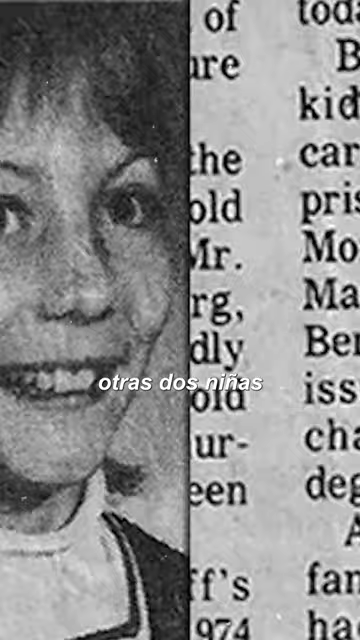 of
ure
the
old
Mr.
rg,
dly
old
ur-
een
ff's
974
toda
B
kid
car
pris
Mo
Ma
Ber
iss
cha
deg
A
fam
ha
otras dos niñas